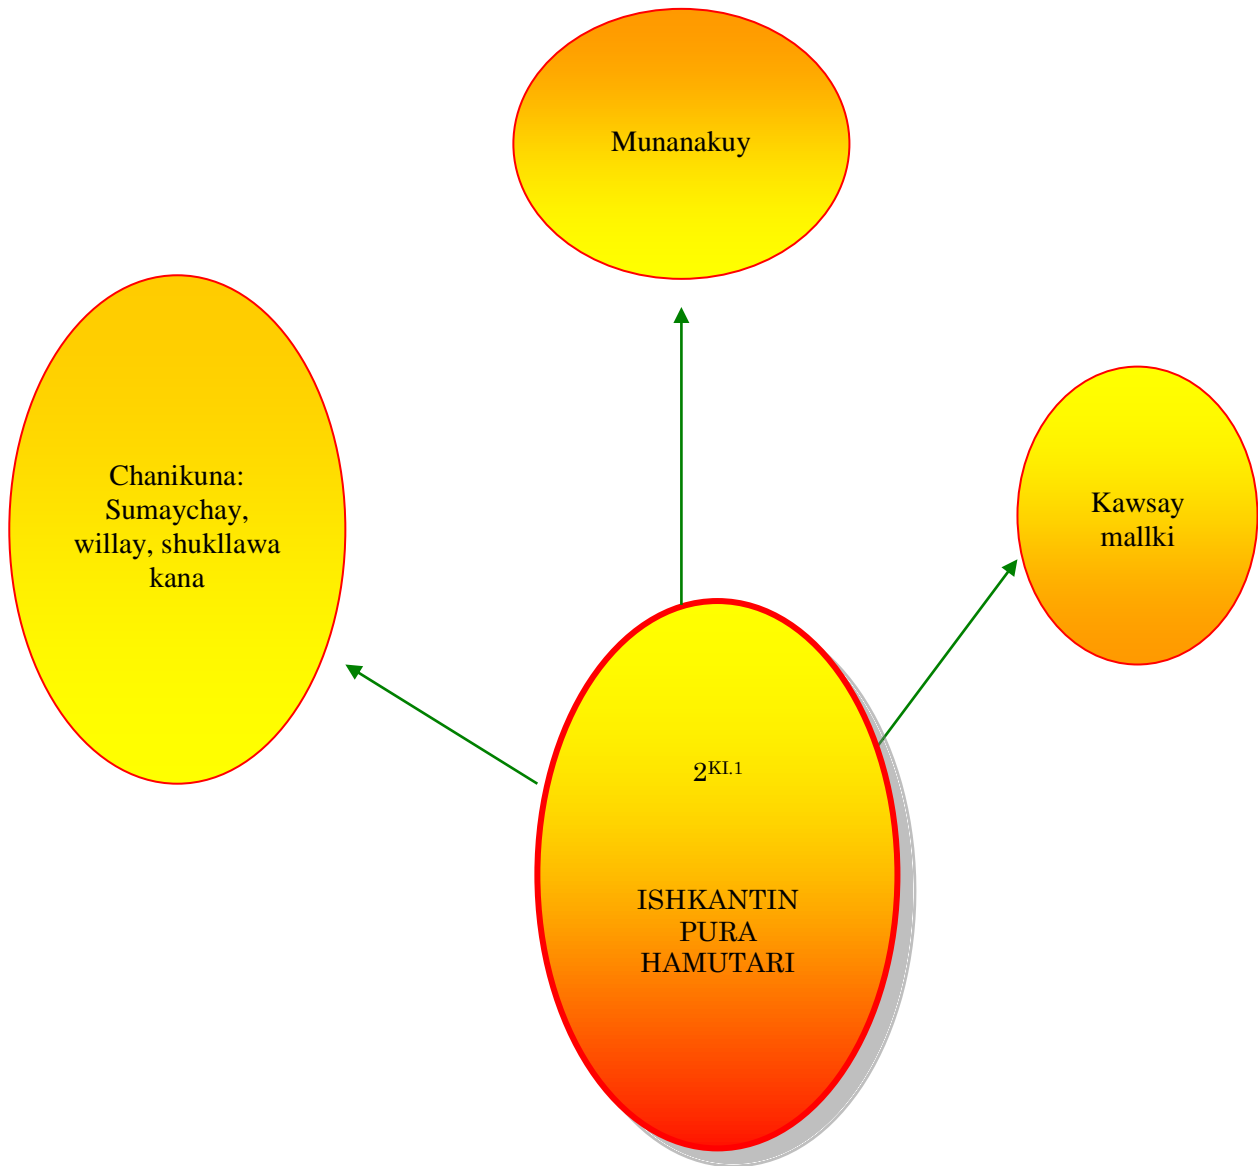 Munanakuy
Chanikuna:
Sumaychay,
willay, shukllawa
kana
Kawsay
mallki
2KI.1
ISHKANTIN
PURA
HAMUTARI